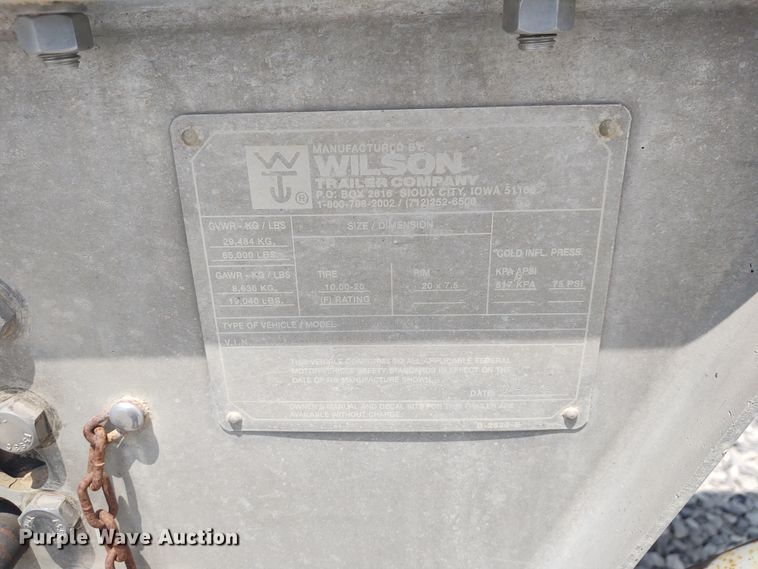 MANUFACTURED BY:
WILSON
TRAILER COMPANY
P.O. BOX 2616 SIOUX CITY, IOWA
1-800-798-2002 / (712)252-6500
GVWR - KG / LBS
29,484 KG.
65,000 LBS.
GAWR - KG / LBS
8,636 KG.
19,040 LBS.
SIZE / DIMENSION
TIRE
10.00-20
(F) RATING
RIM
20 x 7.5
COLD INFL. PRESS.
KPA /PSI
517 KPA 75 PSI
TYPE OF VEHICLE / MODEL
V.I.N.
THIS VEHICLE CONFORMS TO ALL APPLICABLE FEDERAL
MOTOR VEHICLE SAFETY STANDARDS IN EFFECT ON THE
DATE OF MANUFACTURE SHOWN.
DATE:
OWNER'S MANUAL AND DECAL KITS FOR THIS TRAILER ARE
AVAILABLE WITHOUT CHARGE.
Purple Wave Auction